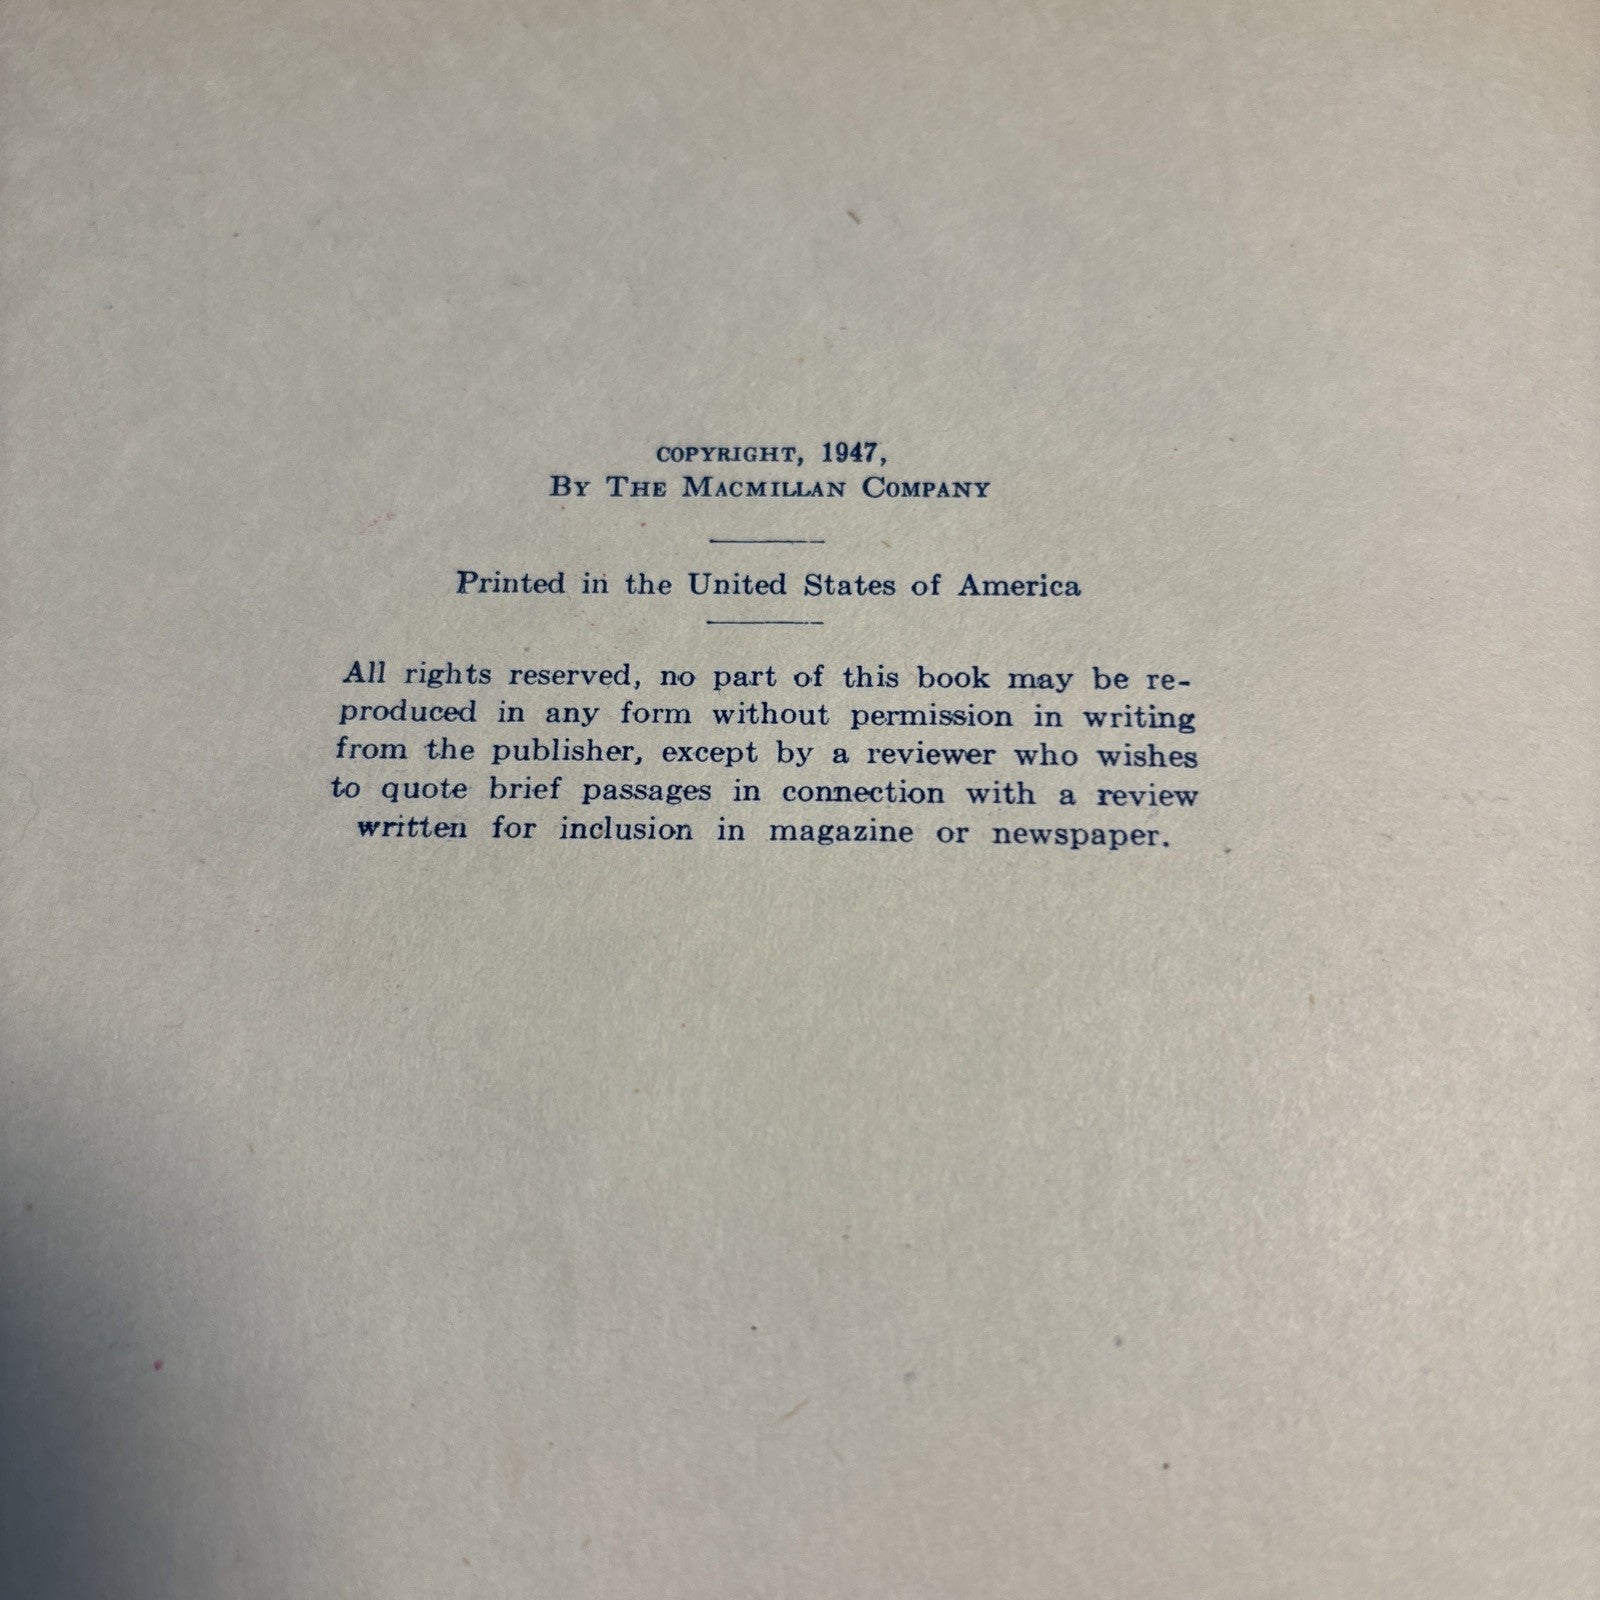 COPYRIGHT, 1947,
BY THE MACMILLAN COMPANY
Printed in the United States of America
All rights reserved, no part of this book may be re-
produced in any form without permission in writing
from the publisher, except by a reviewer who wishes
to quote brief passages in connection with a review
written for inclusion in magazine or newspaper.